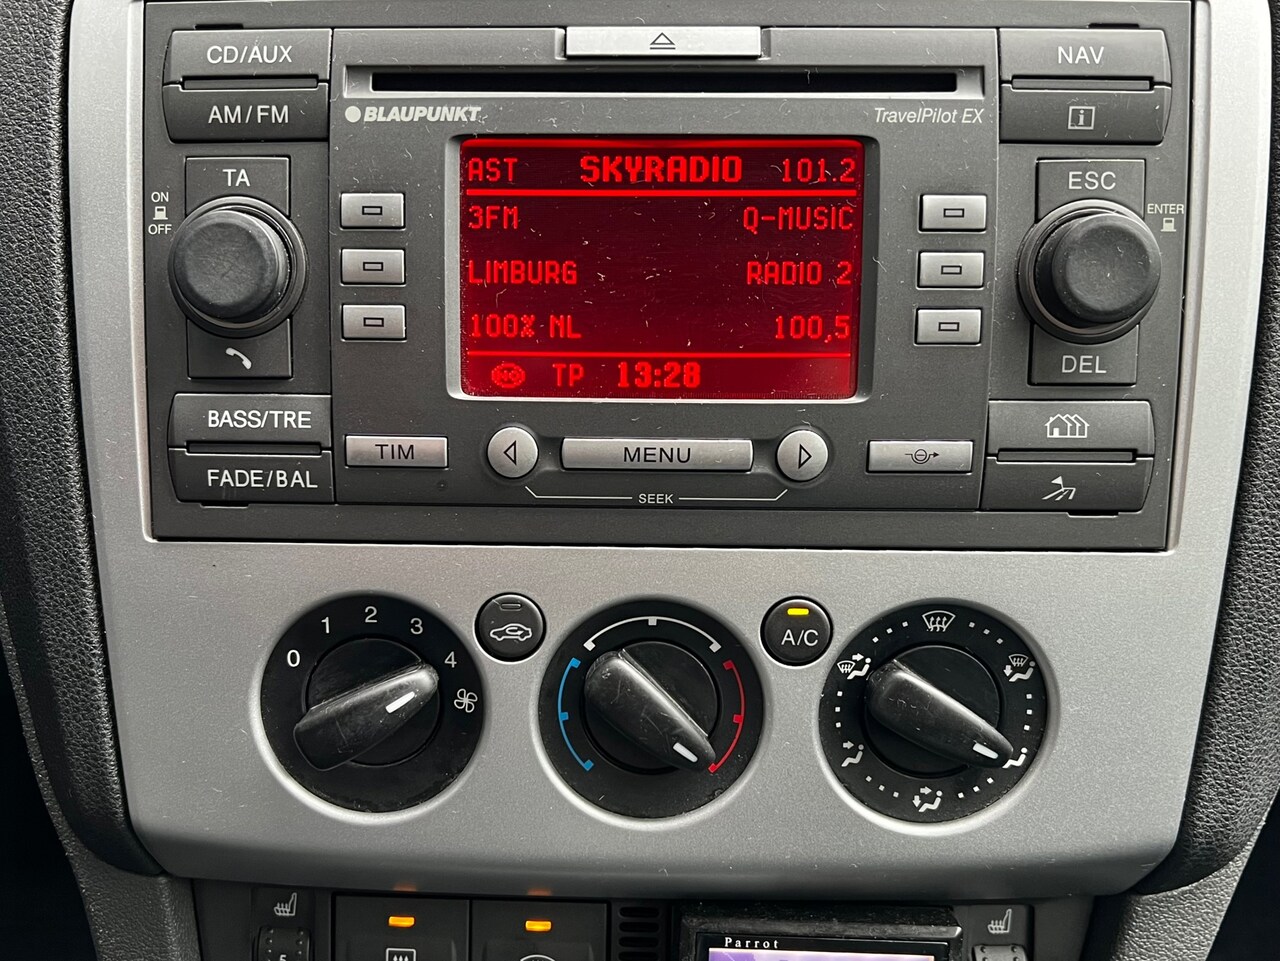 CD/AUX
NAV
AM/FM
BLAUPUNKT
TravelPilot EX
i
TA
AST SKYRADIO 101.2
ESC
ON
OFF
3FM Q-MUSIC
ENTER
LIMBURG RADIO 2
100% NL 100,5
TP 13:28
DEL
BASS/TRE
TIM
MENU
FADE/BAL
SEEK
0 1 2 3 4
A/C
5
Parrot